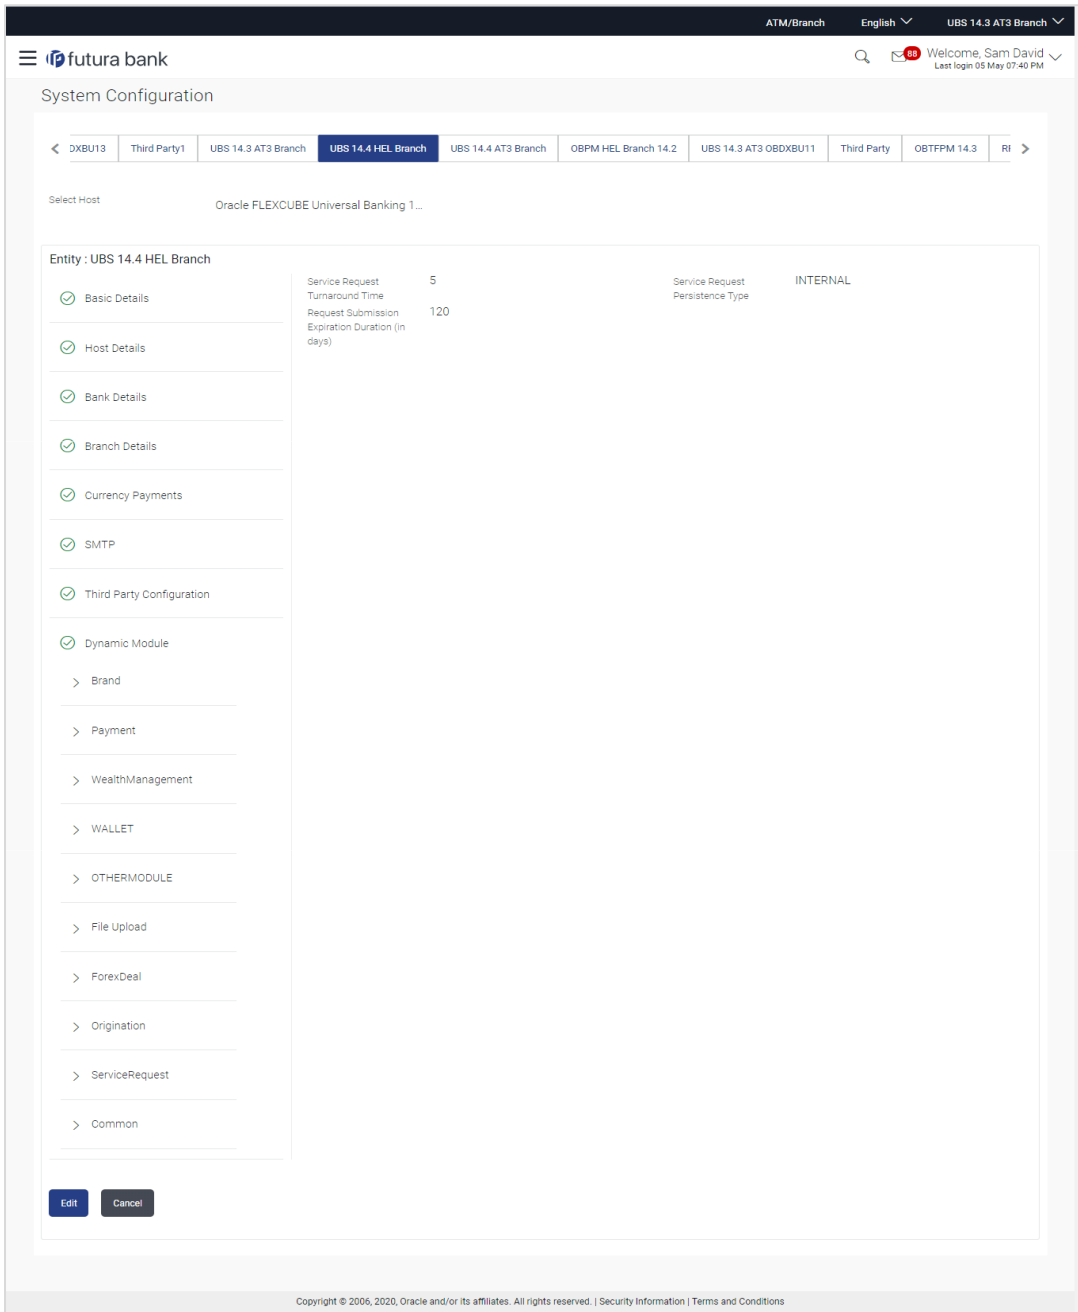 ATM/Branch English UBS 14.3 AT3 Branch
futura bank 88 Welcome, Sam David
Last login 05 May 07:40 PM
System Configuration
DXBU13 Third Party1 UBS 14.3 AT3 Branch UBS 14.4 HEL Branch UBS 14.4 AT3 Branch OBPM HEL Branch 14.2 UBS 14.3 AT3 OBDXBU11 Third Party OBTFPM 14.3
Select Host Oracle FLEXCUBE Universal Banking 1...
Entity : UBS 14.4 HEL Branch
Service Request Turnaround Time 5 Service Request Persistence Type INTERNAL
Request Submission Expiration Duration (in days) 120
Basic Details
Host Details
Bank Details
Branch Details
Currency Payments
SMTP
Third Party Configuration
Dynamic Module
Brand
Payment
WealthManagement
WALLET
OTHERMODULE
File Upload
ForexDeal
Origination
ServiceRequest
Common
Edit Cancel
Copyright © 2006, 2020, Oracle and/or its affiliates. All rights reserved. | Security Information | Terms and Conditions